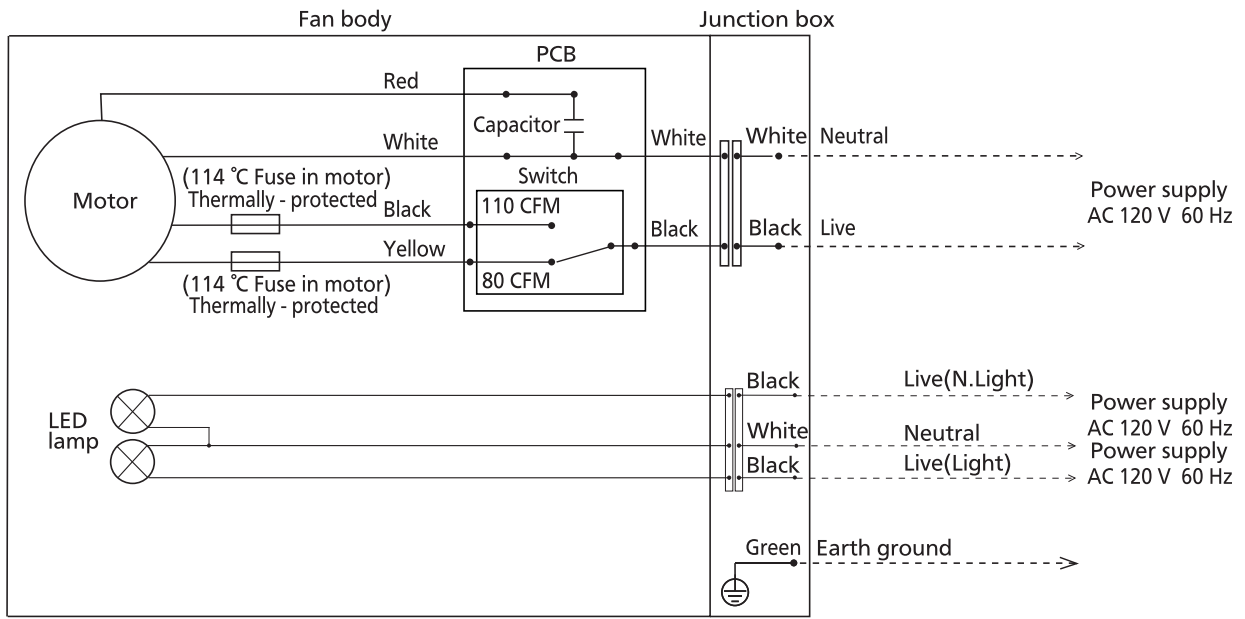 Fan body
Junction box
PCB
Red
Capacitor
White
White
White
Neutral
(114 ℃ Fuse in motor)
Thermally - protected
Switch
Motor
Black
110 CFM
Black
Black
Live
Power supply
AC 120 V 60 Hz
Yellow
80 CFM
(114 ℃ Fuse in motor)
Thermally - protected
LED
lamp
Black
Live(N.Light)
Power supply
AC 120 V 60 Hz
White
Neutral
Power supply
AC 120 V 60 Hz
Black
Live(Light)
Green
Earth ground